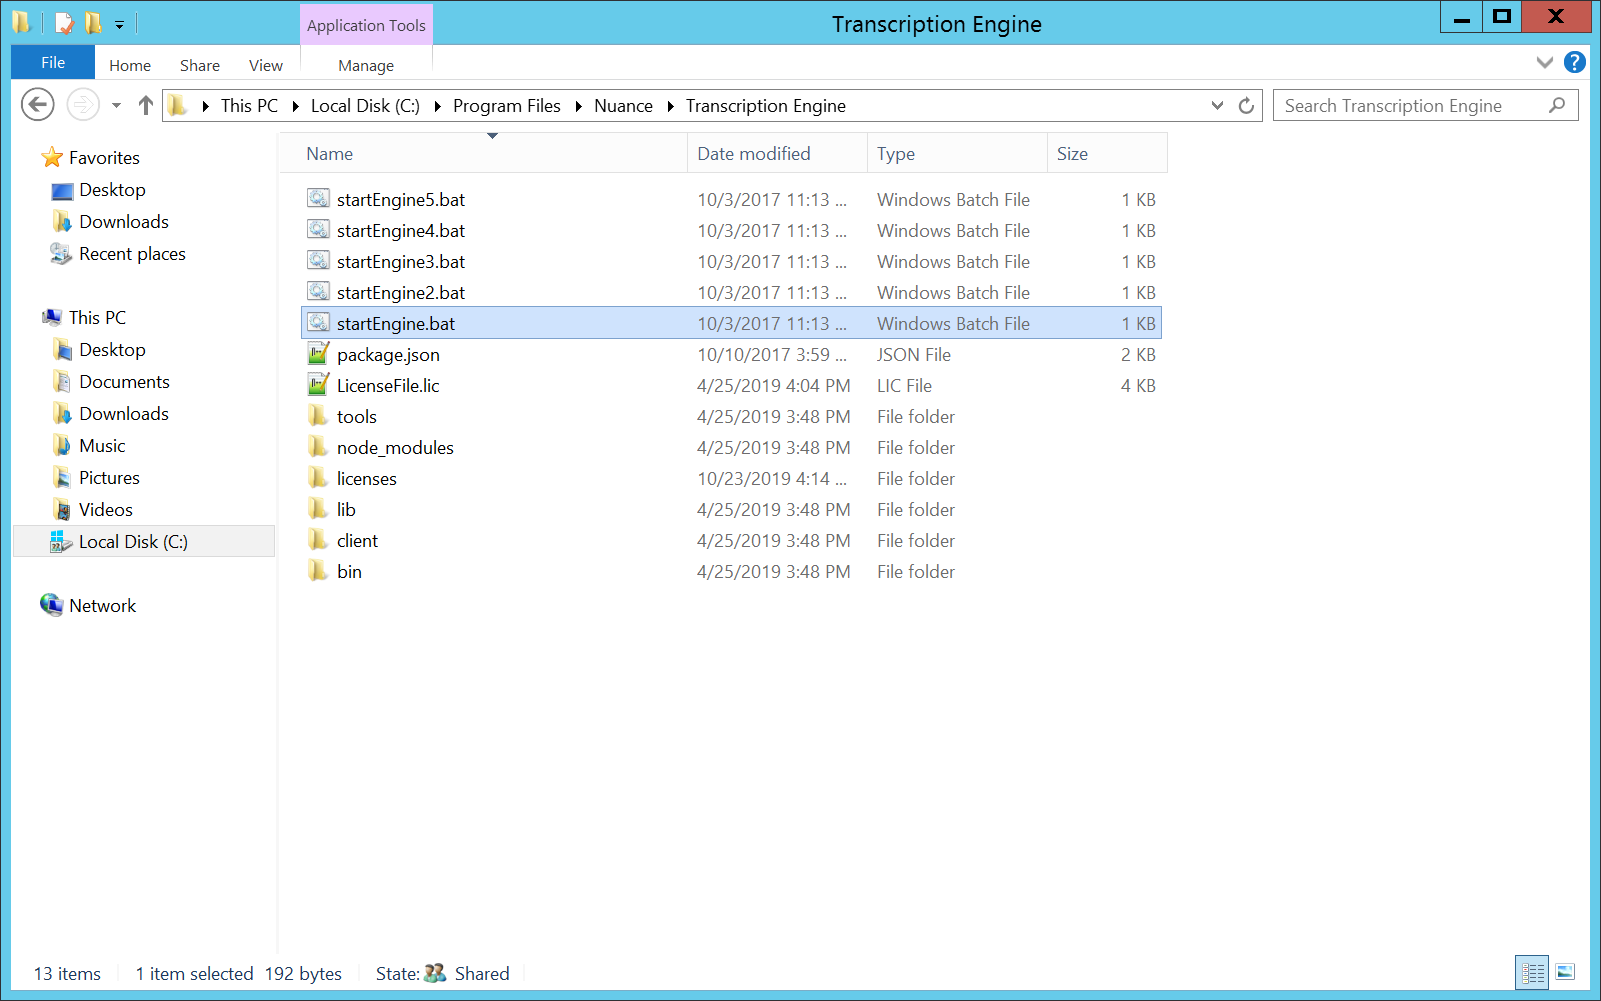 Application Tools
Transcription Engine
File
Home
Share
View
Manage
This PC
Local Disk (C:)
Program Files
Nuance
Transcription Engine
Search Transcription Engine
Favorites
Desktop
Downloads
Recent places
This PC
Desktop
Documents
Downloads
Music
Pictures
Videos
Local Disk (C:)
Network
Name Date modified Type Size
startEngine5.bat 10/3/2017 11:13 ... Windows Batch File 1 KB
startEngine4.bat 10/3/2017 11:13 ... Windows Batch File 1 KB
startEngine3.bat 10/3/2017 11:13 ... Windows Batch File 1 KB
startEngine2.bat 10/3/2017 11:13 ... Windows Batch File 1 KB
startEngine.bat 10/3/2017 11:13 ... Windows Batch File 1 KB
package.json 10/10/2017 3:59 ... JSON File 2 KB
LicenseFile.lic 4/25/2019 4:04 PM LIC File 4 KB
tools 4/25/2019 3:48 PM File folder
node_modules 4/25/2019 3:48 PM File folder
licenses 10/23/2019 4:14 ... File folder
lib 4/25/2019 3:48 PM File folder
client 4/25/2019 3:48 PM File folder
bin 4/25/2019 3:48 PM File folder
13 items 1 item selected 192 bytes State: Shared